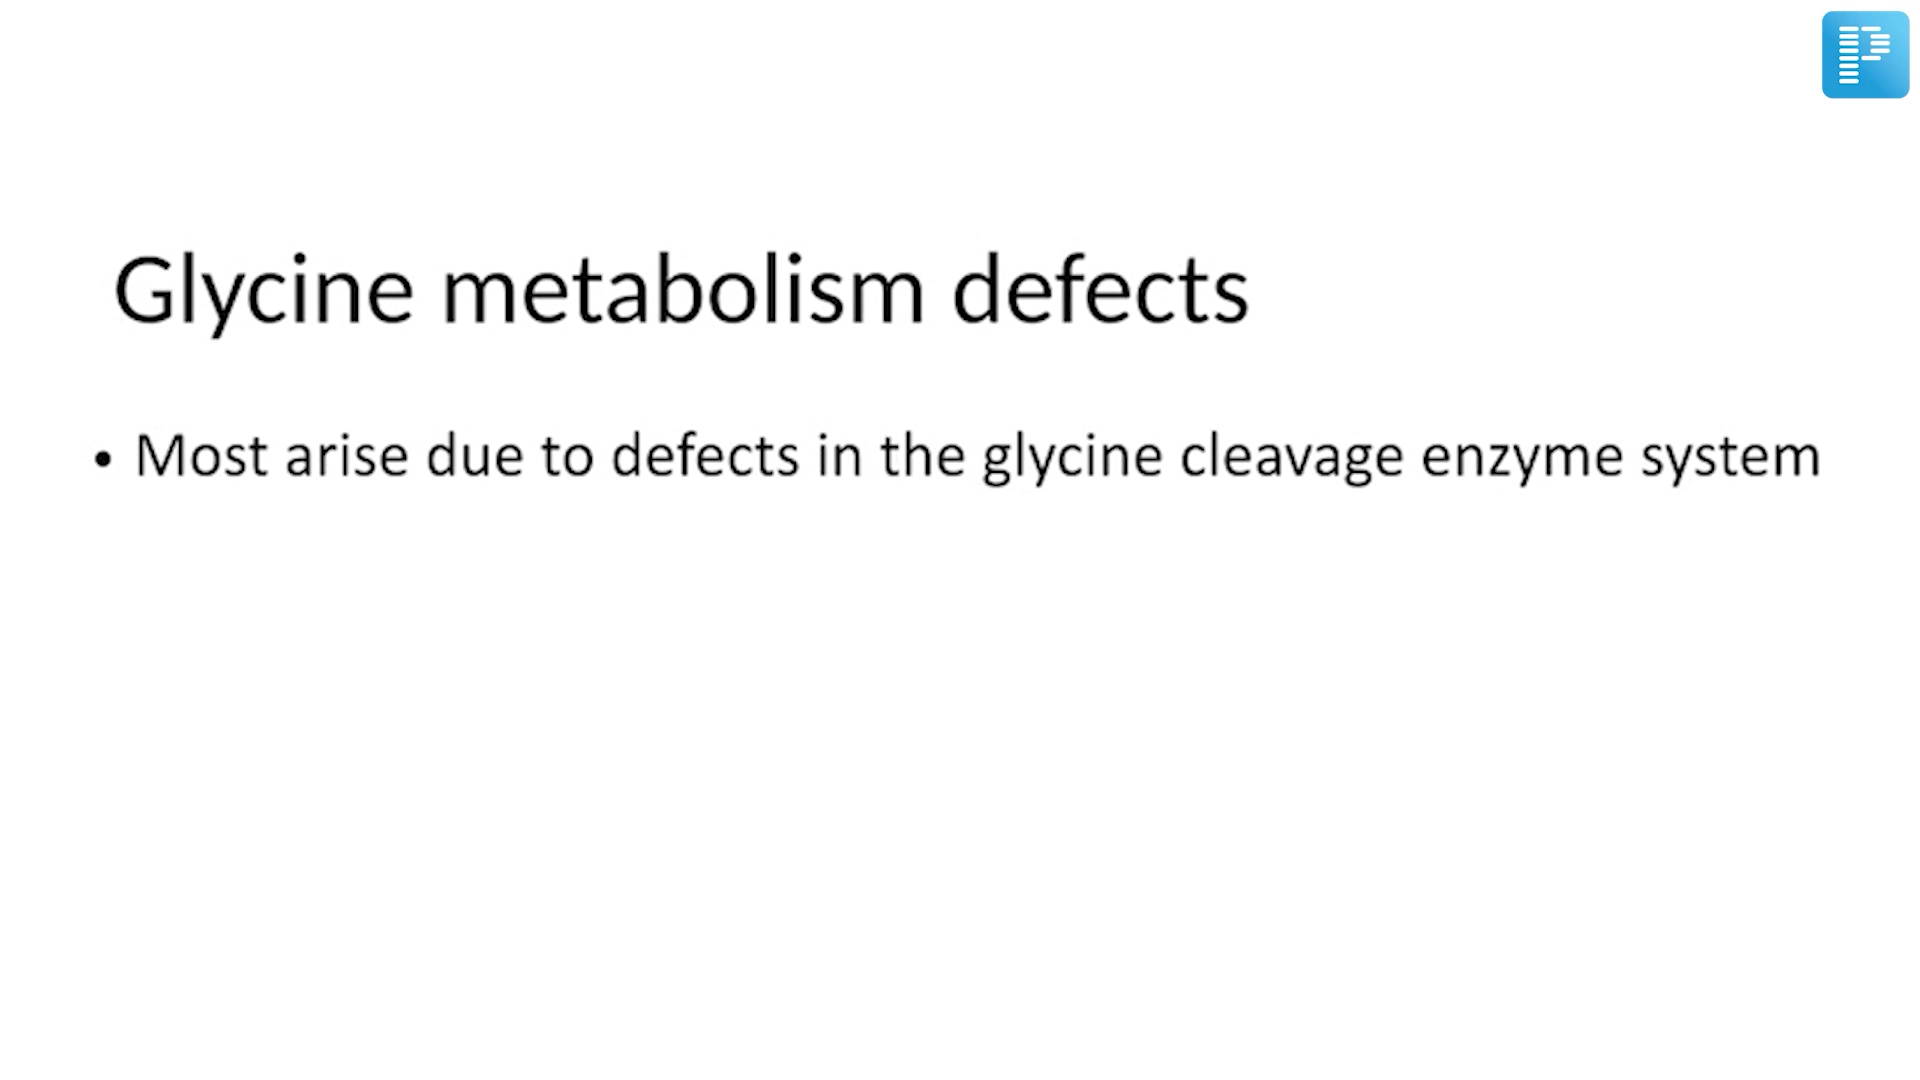 Glycine metabolism defects
• Most arise due to defects in the glycine cleavage enzyme system